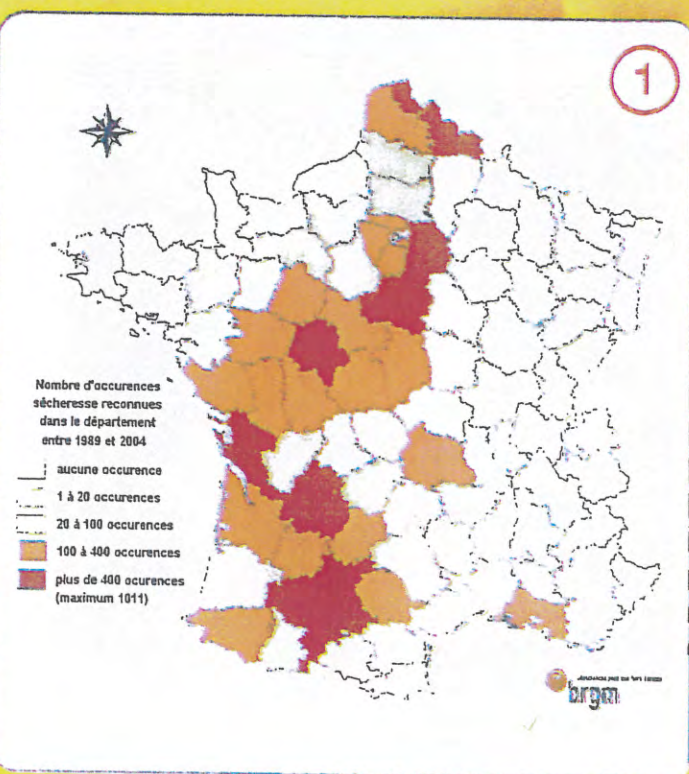 1
Nombre d'occurences
sécheresse reconnues
dans le département
entre 1989 et 2004
aucune occurence
1 à 20 occurences
20 à 100 occurences
100 à 400 occurences
plus de 400 ocurences
(maximum 1011)
brgm